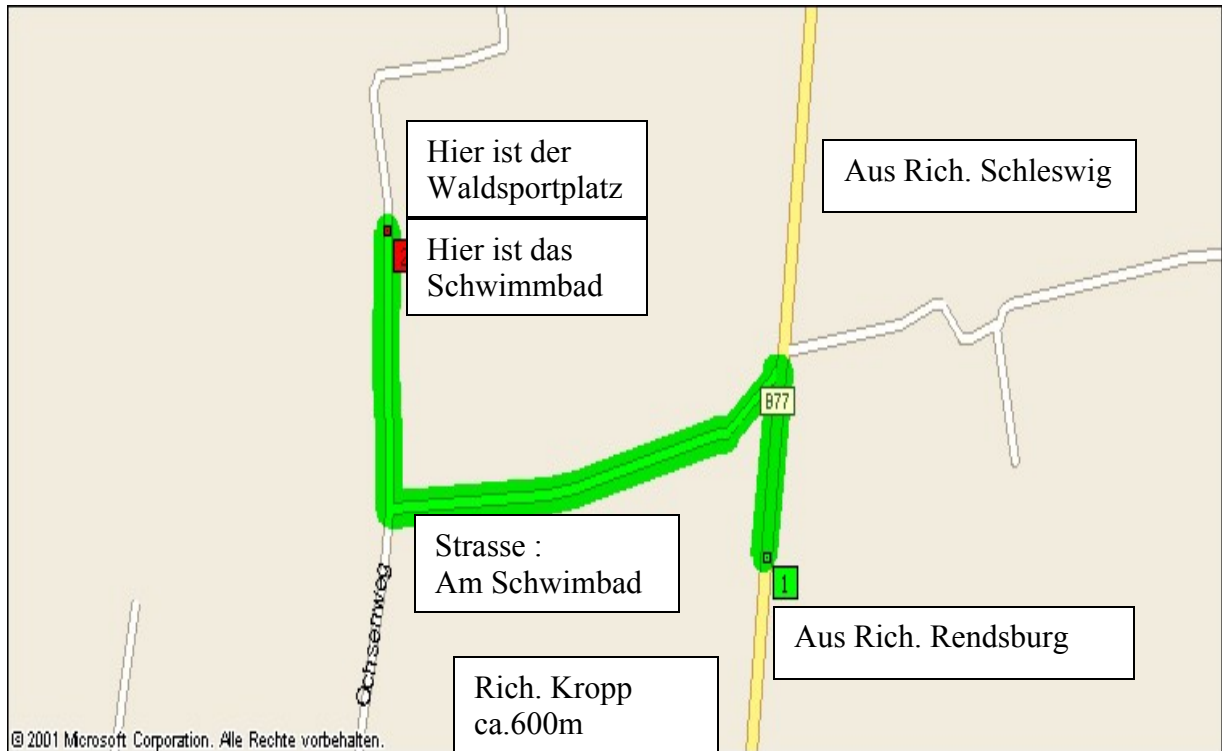 Hier ist der
Waldsportplatz
Aus Rich. Schleswig
2
Hier ist das
Schwimmbad
B77
Strasse :
Am Schwimbad
1
Aus Rich. Rendsburg
Ochsenweg
Rich. Kropp
ca.600m
© 2001 Microsoft Corporation. Alle Rechte vorbehalten.